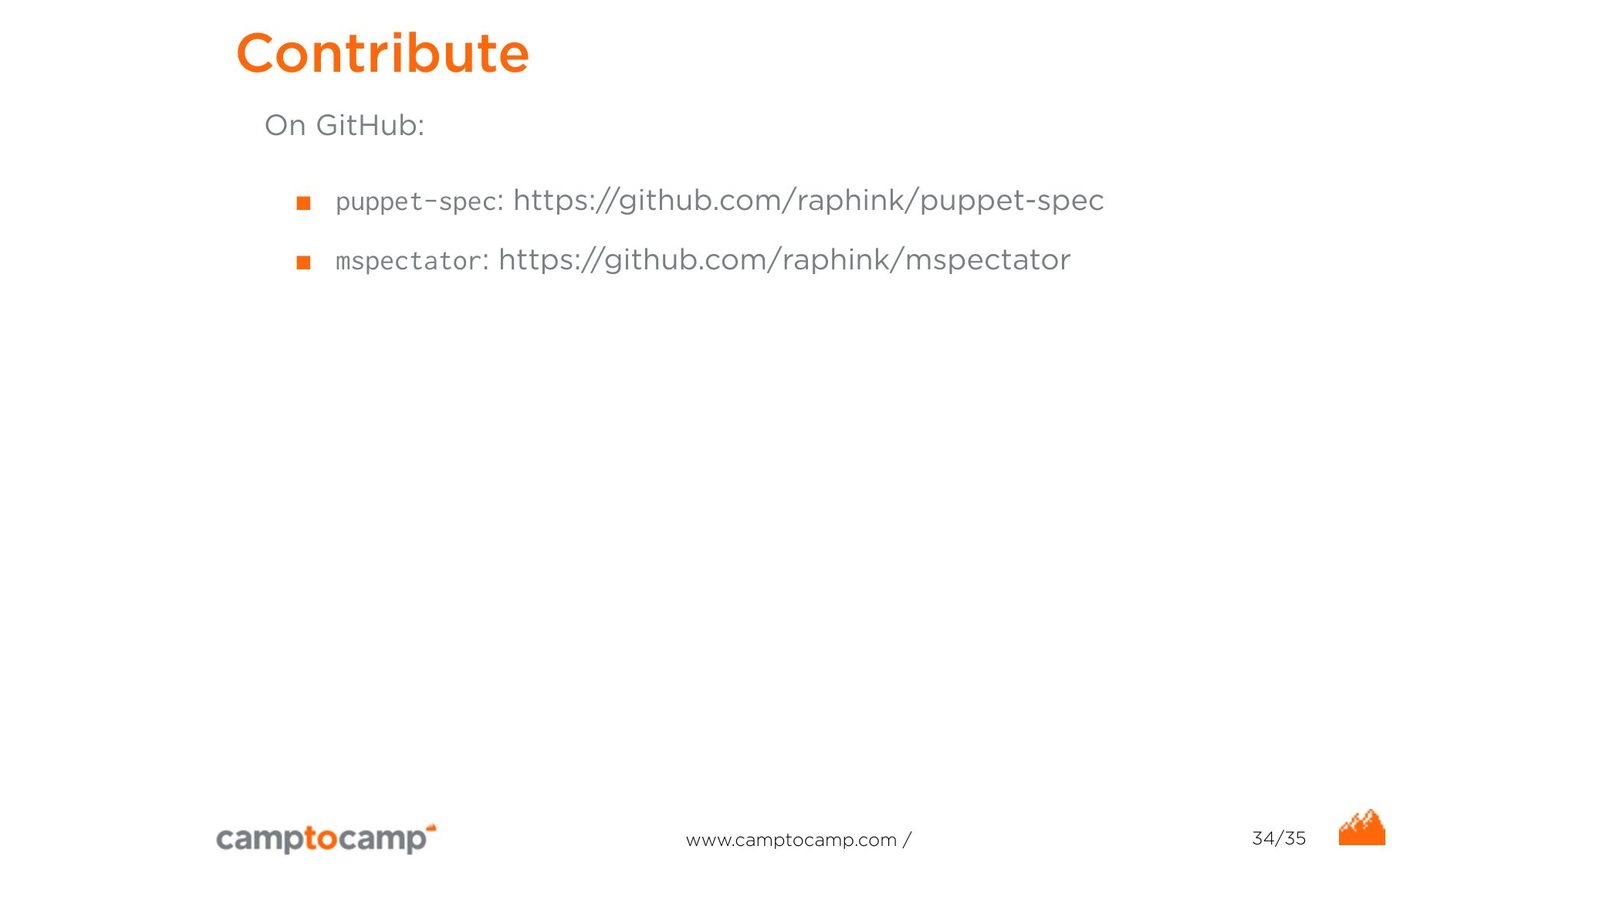 Contribute
On GitHub:
puppet-spec: https://github.com/raphink/puppet-spec
mspectator: https://github.com/raphink/mspectator
camptocamp
www.camptocamp.com /
34/35